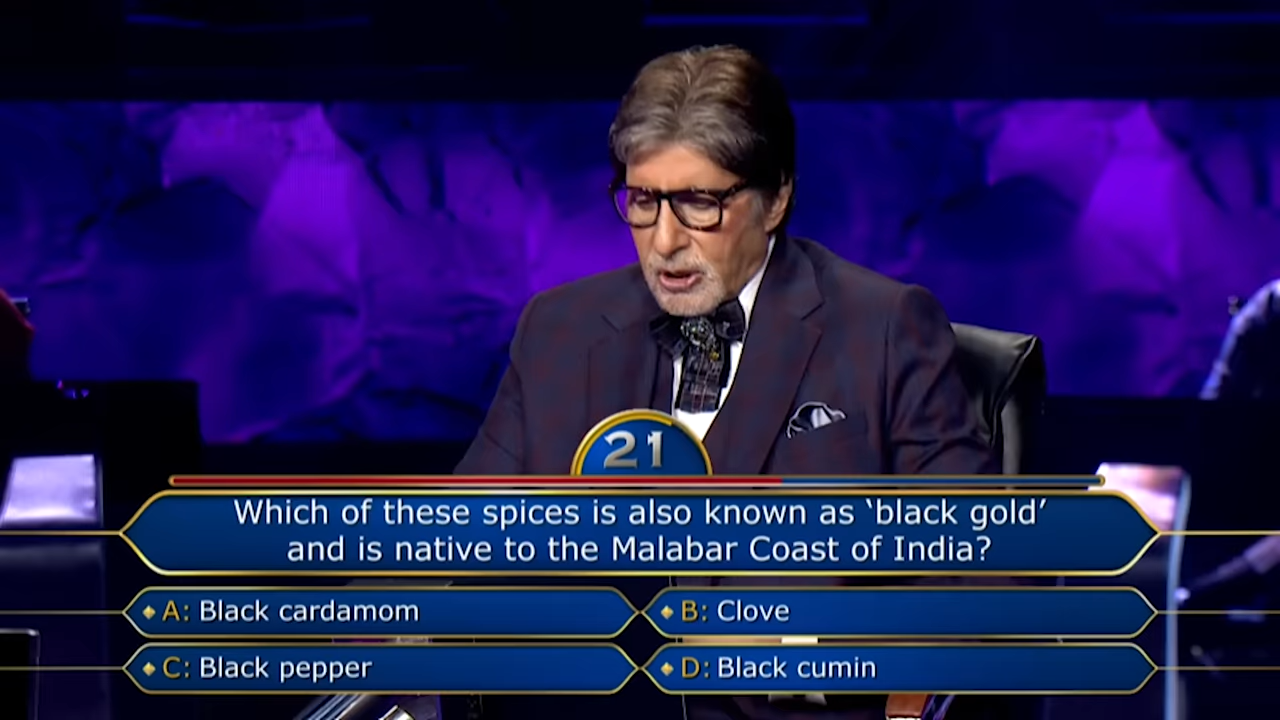 21
Which of these spices is also known as ‘black gold’
and is native to the Malabar Coast of India?
A: Black cardamom
B: Clove
C: Black pepper
D: Black cumin